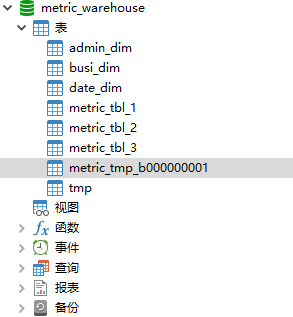 metric_warehouse
表
admin_dim
busi_dim
date_dim
metric_tbl_1
metric_tbl_2
metric_tbl_3
metric_tmp_b000000001
tmp
视图
函数
事件
查询
报表
备份